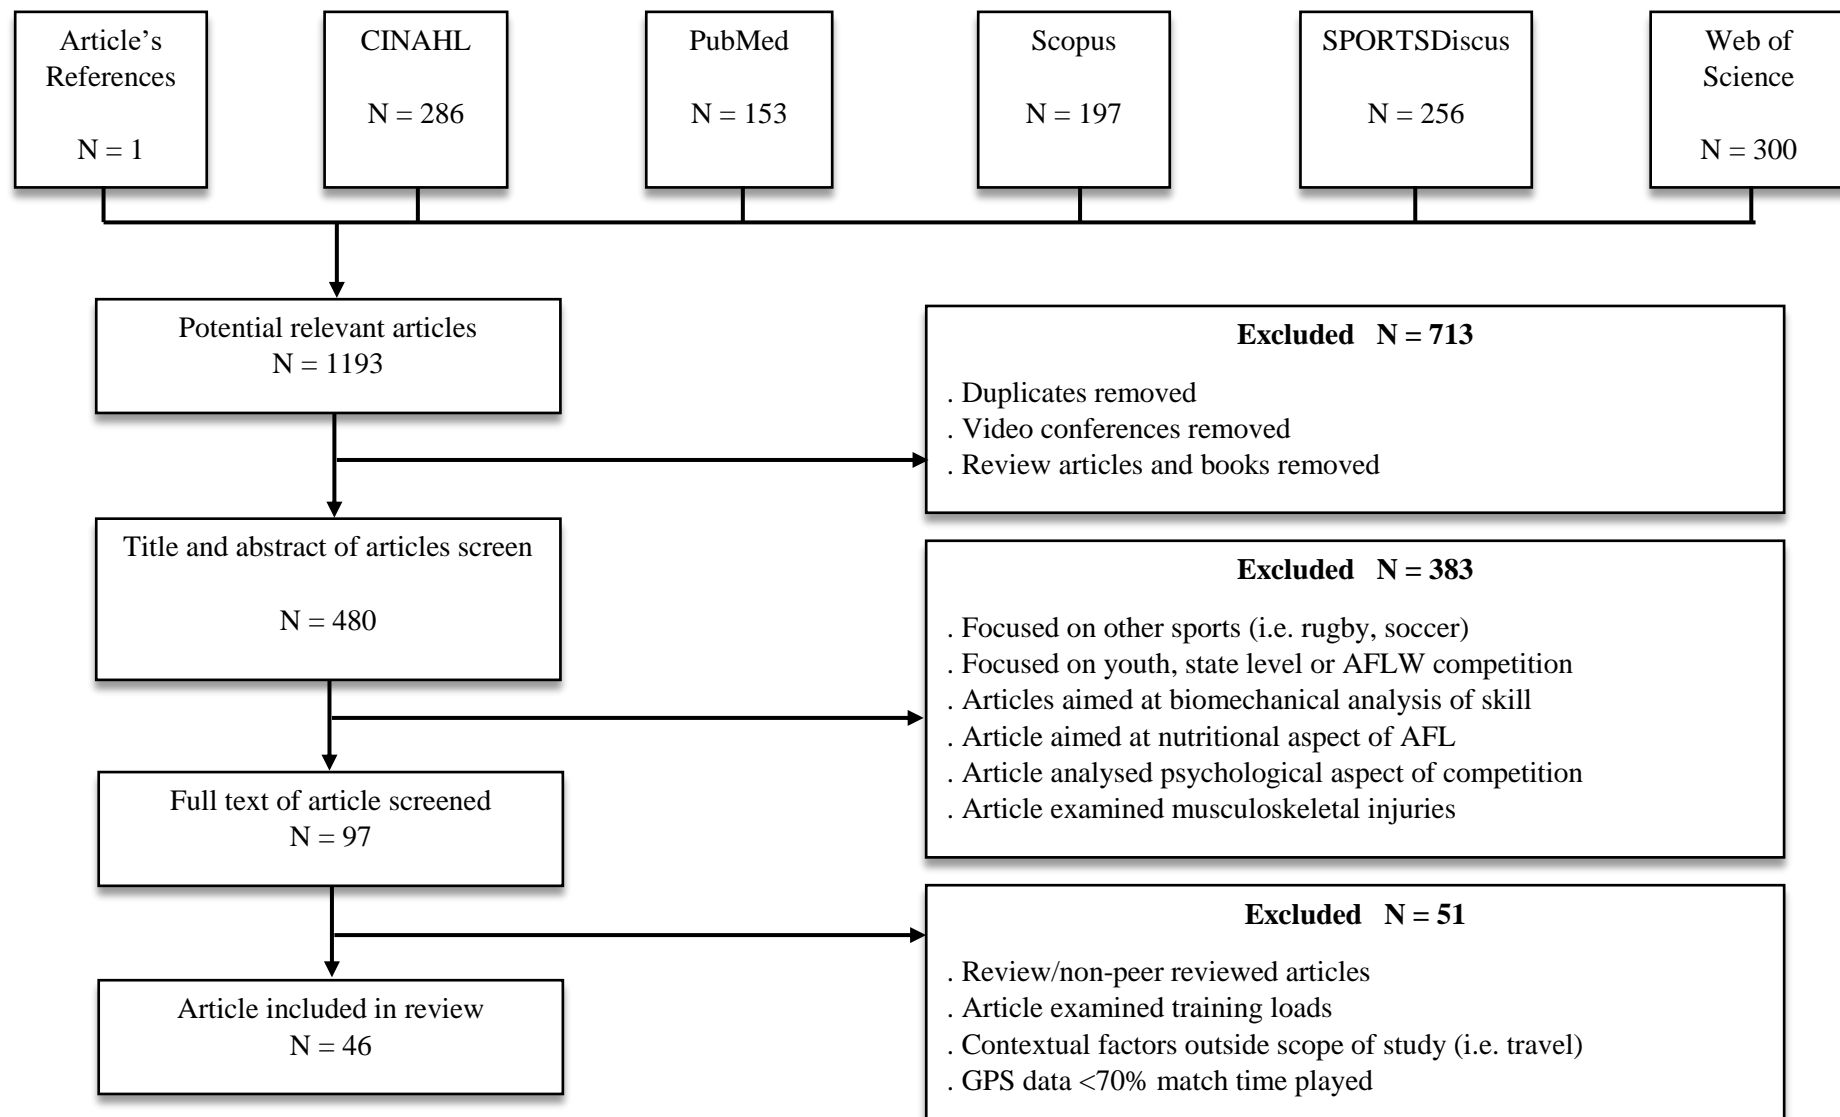 Article’s
References
N = 1
CINAHL
N = 286
PubMed
N = 153
Scopus
N = 197
SPORTSDiscus
N = 256
Web of
Science
N = 300
Potential relevant articles
N = 1193
Excluded N = 713
. Duplicates removed
. Video conferences removed
. Review articles and books removed
Title and abstract of articles screen
N = 480
Excluded N = 383
. Focused on other sports (i.e. rugby, soccer)
. Focused on youth, state level or AFLW competition
. Articles aimed at biomechanical analysis of skill
. Article aimed at nutritional aspect of AFL
. Article analysed psychological aspect of competition
. Article examined musculoskeletal injuries
Full text of article screened
N = 97
Excluded N = 51
. Review/non-peer reviewed articles
. Article examined training loads
. Contextual factors outside scope of study (i.e. travel)
. GPS data <70% match time played
Article included in review
N = 46